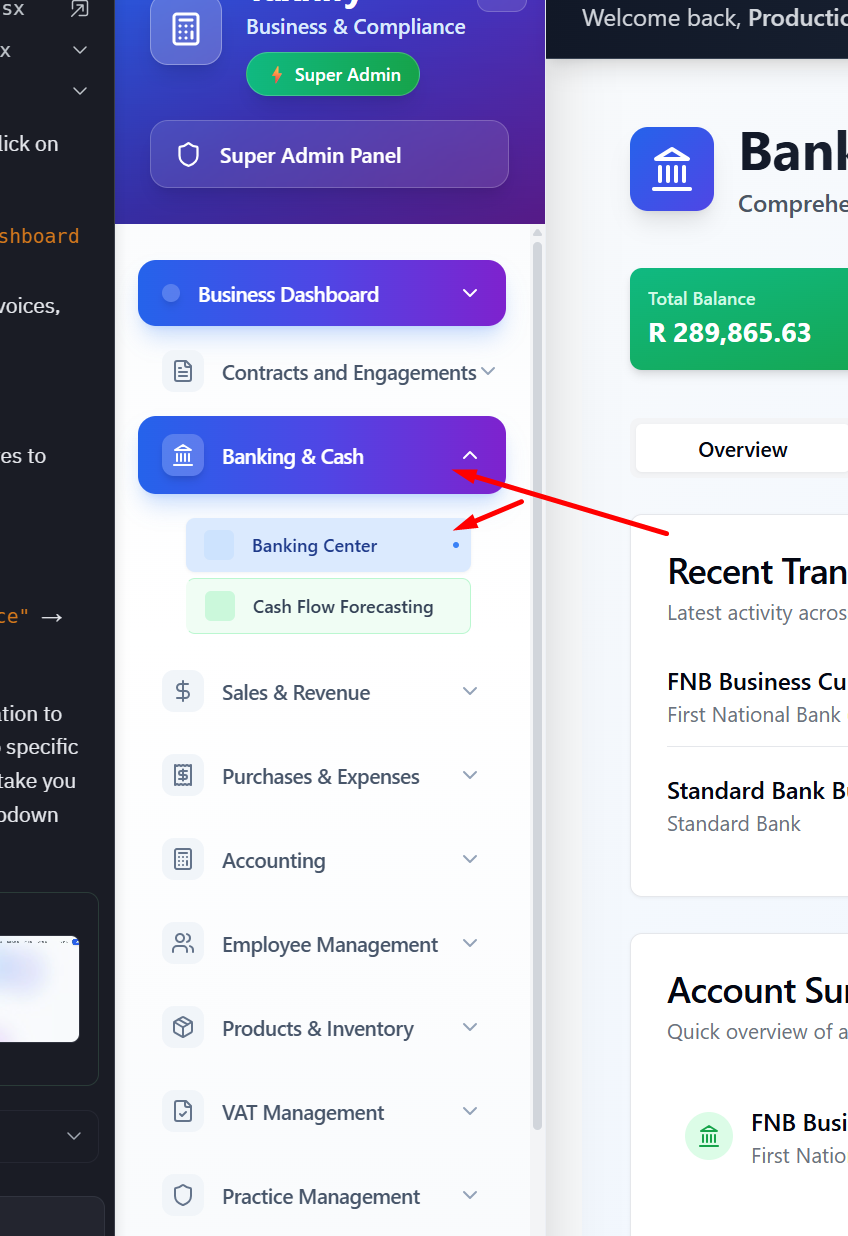 sx
x
lick on
shboard
voices,
es to
ce" →
tion to
specific
take you
pdown
Business & Compliance
Super Admin
Super Admin Panel
Business Dashboard
Contracts and Engagements
Banking & Cash
Banking Center
Cash Flow Forecasting
Sales & Revenue
Purchases & Expenses
Accounting
Employee Management
Products & Inventory
VAT Management
Practice Management
Welcome back, Productio
Bank
Comprehe
Total Balance
R 289,865.63
Overview
Recent Tran
Latest activity acros
FNB Business Cu
First National Bank
Standard Bank Bu
Standard Bank
Account Sum
Quick overview of a
FNB Busi
First Natio